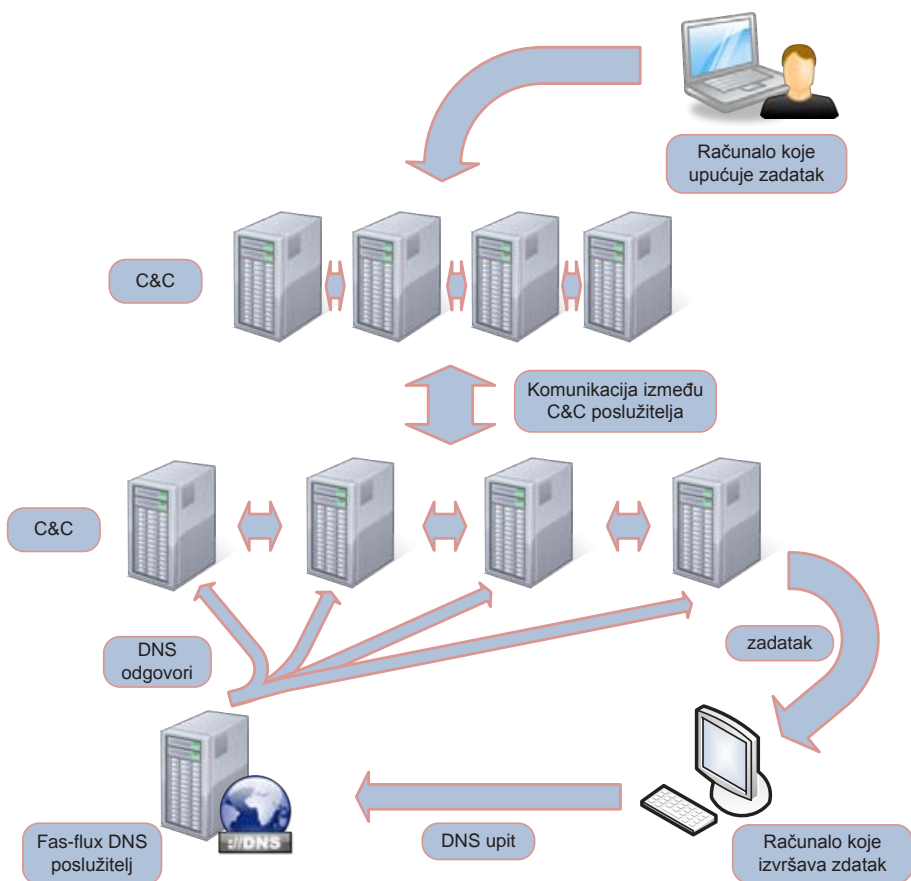 Računalo koje
upućuje zadatak
C&C
Komunikacija između
C&C poslužitelja
C&C
DNS
odgovori
zadatak
://DNS
Fas-flux DNS
poslužitelj
DNS upit
Računalo koje
izvršava zdatak